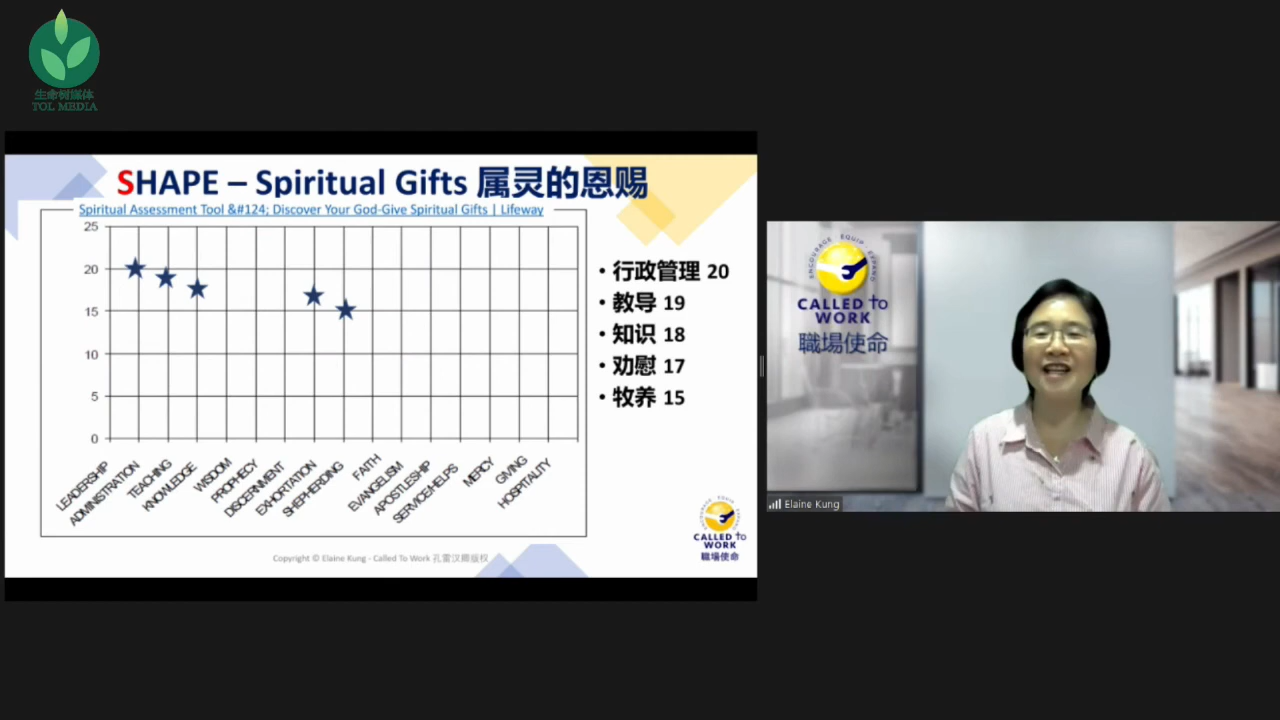 生命树媒体
TOL MEDIA
SHAPE – Spiritual Gifts 属灵的恩赐
Spiritual Assessment Tool &#124; Discover Your God-Give Spiritual Gifts | Lifeway
25
20
15
10
5
0
LEADERSHIP
ADMINISTRATION
TEACHING
KNOWLEDGE
WISDOM
PROPHECY
DISCERNMENT
EXHORTATION
SHEPHERDING
FAITH
EVANGELISM
APOSTLESHIP
SERVICE/HELPS
MERCY
GIVING
HOSPITALITY
• 行政管理 20
• 教导 19
• 知识 18
• 劝慰 17
• 牧养 15
CALLED to
WORK
職場使命
Copyright © Elaine Kung - Called To Work 孔雷汉卿版权
ENCOURAGE EQUIP EXPAND
CALLED to
WORK
職場使命
Elaine Kung